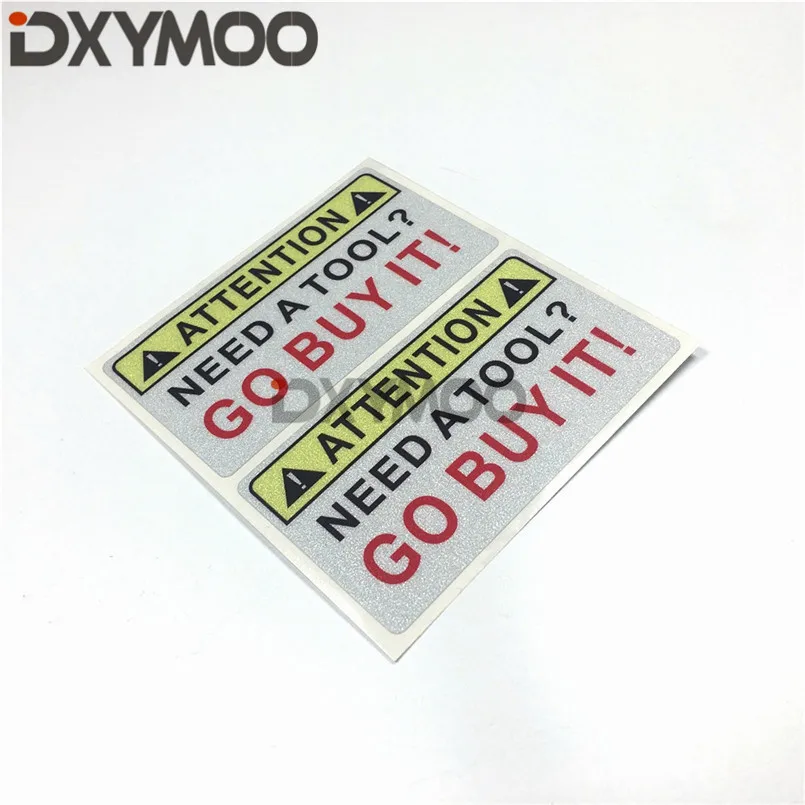 DXYMOO
ATTENTION
NEED A TOOL?
GO BUY IT!
DXYMOO
ATTENTION
NEED A TOOL?
GO BUY IT!